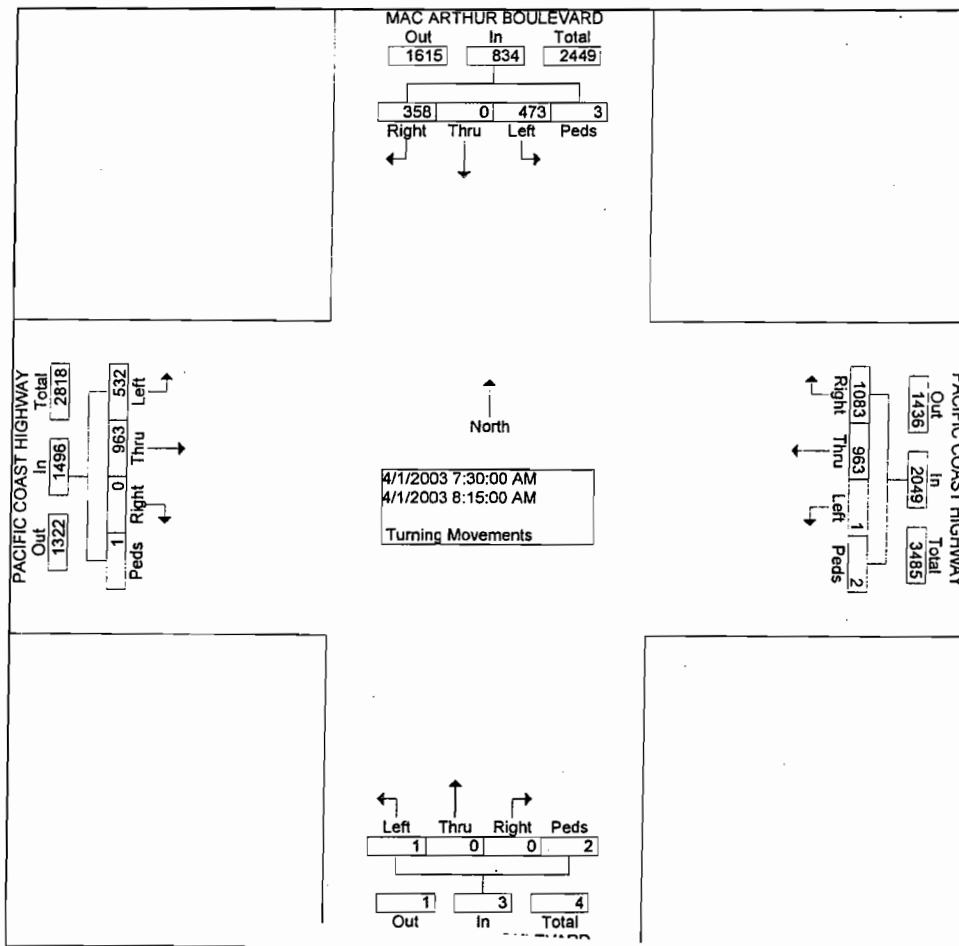 MAC ARTHUR BOULEVARD
Out In Total
1615 834 2449
358 0 473 3
Right Thru Left Peds
PACIFIC COAST HIGHWAY
Total In Out
2818 1496 1322
532 963 0 1
Left Thru Right Peds
North
4/1/2003 7:30:00 AM
4/1/2003 8:15:00 AM
Turning Movements
Right Thru Left Peds
1083 963 1 2
Out In Total
1436 2049 3485
PACIFIC COAST HIGHWAY
Left Thru Right Peds
1 0 0 2
1 3 4
Out In Total